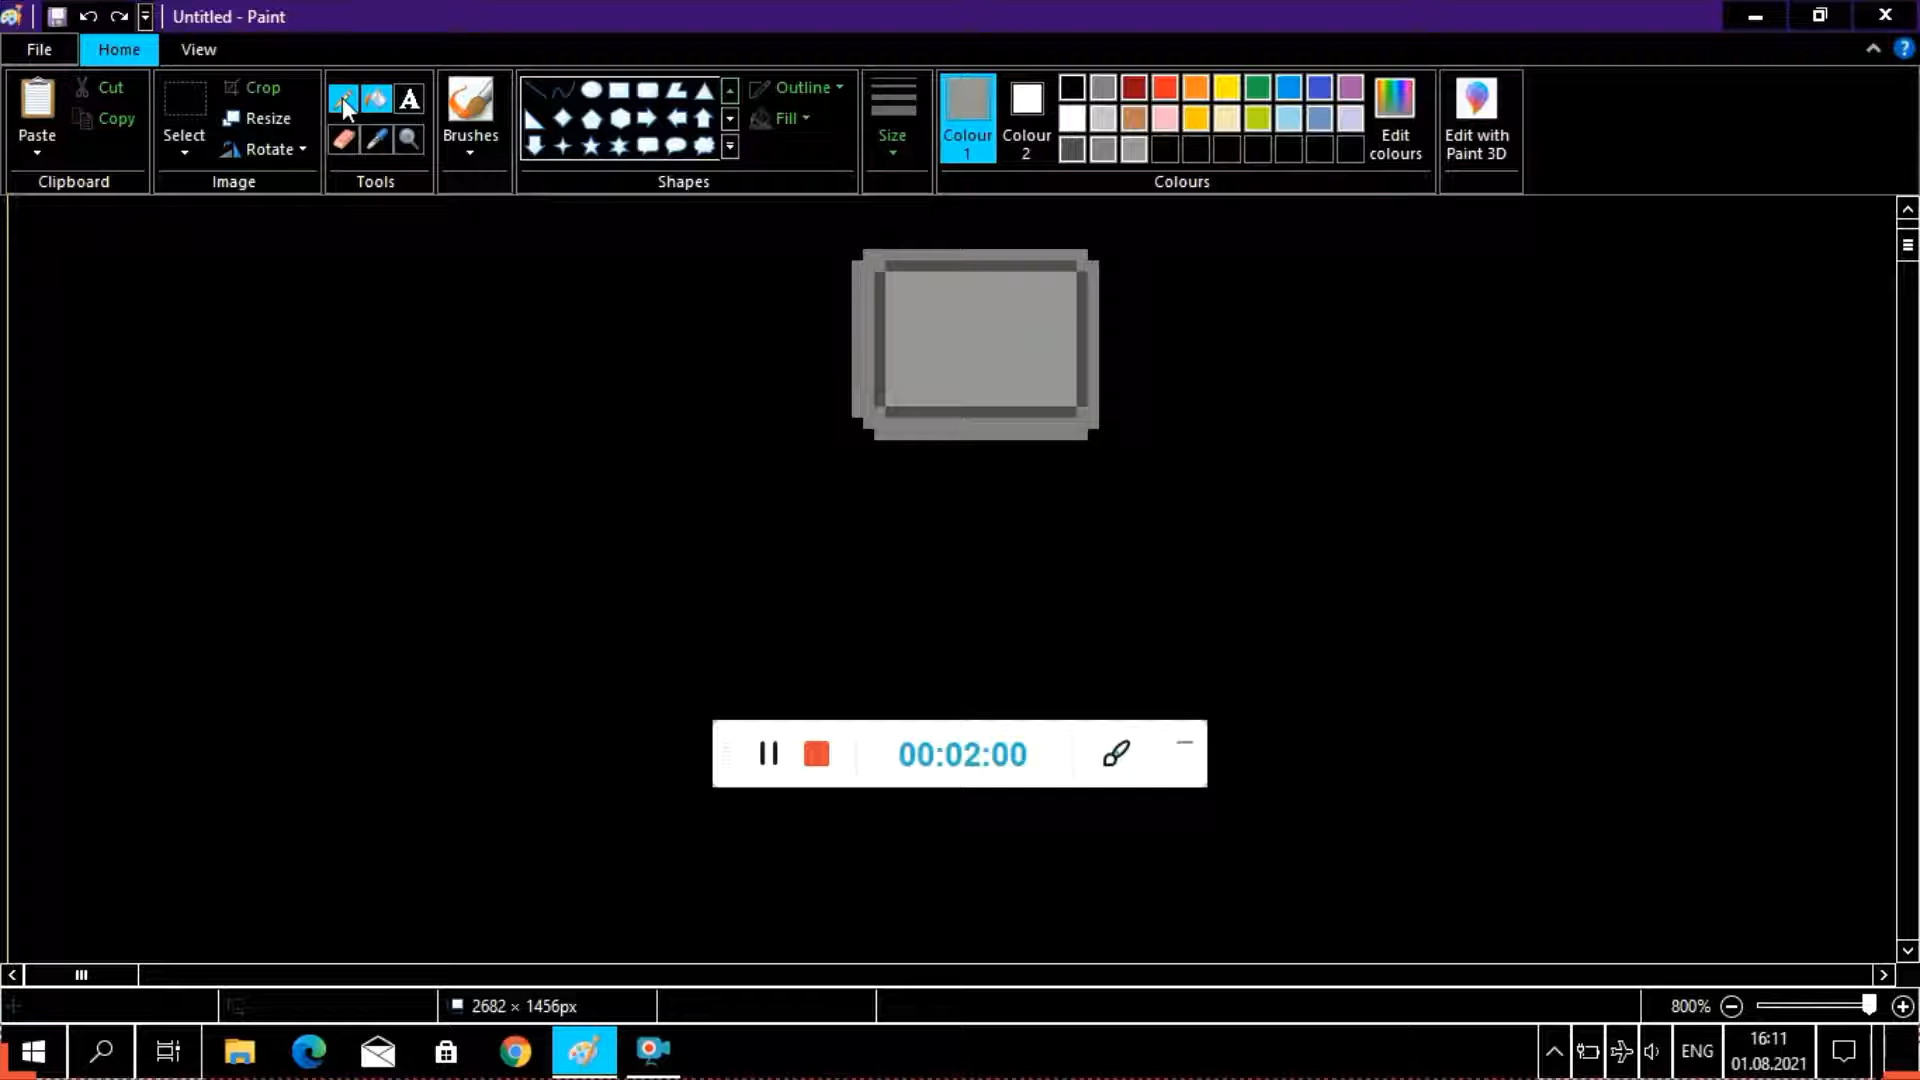 Untitled - Paint
File Home View
Paste
Cut
Copy
Clipboard
Select
Crop
Resize
Rotate
Image
A
Tools
Brushes
Shapes
Outline
Fill
Size
Colour
1
Colour
2
Edit
colours
Colours
Edit with
Paint 3D
00:02:00
2682 × 1456px
800%
ENG
16:11
01.08.2021